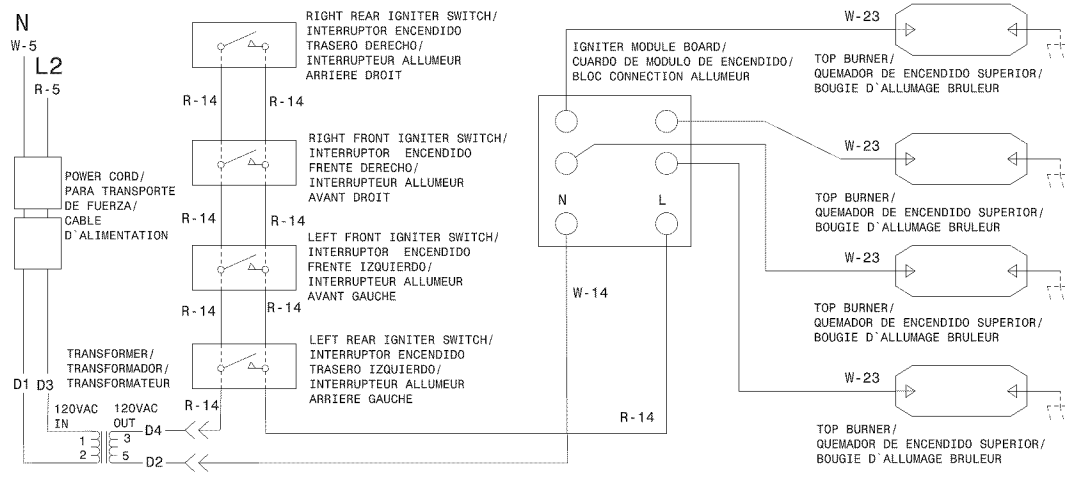 N
W-5
L2
R-5
POWER CORD/
PARA TRANSPORTE
DE FUERZA/
CABLE
D`ALIMENTATION
TRANSFORMER/
TRANSFORMADOR/
TRANSFORMATEUR
D1 D3
120VAC
IN
120VAC
OUT
1
2
3
5
D4
D2
RIGHT REAR IGNITER SWITCH/
INTERRUPTOR ENCENDIDO
TRASERO DERECHO/
INTERRUPTEUR ALLUMEUR
ARRIERE DROIT
R-14
R-14
RIGHT FRONT IGNITER SWITCH/
INTERRUPTOR ENCENDIDO
FRENTE DERECHO/
INTERRUPTEUR ALLUMEUR
AVANT DROIT
R-14
R-14
LEFT FRONT IGNITER SWITCH/
INTERRUPTOR ENCENDIDO
FRENTE IZQUIERDO/
INTERRUPTEUR ALLUMEUR
AVANT GAUCHE
R-14
R-14
LEFT REAR IGNITER SWITCH/
INTERRUPTOR ENCENDIDO
TRASERO IZQUIERDO/
INTERRUPTEUR ALLUMEUR
ARRIERE GAUCHE
R-14
IGNITER MODULE BOARD/
CUARDO DE MODULO DE ENCENDIDO/
BLOC CONNECTION ALLUMEUR
N
L
W-14
R-14
W-23
TOP BURNER/
QUEMADOR DE ENCENDIDO SUPERIOR/
BOUGIE D`ALLUMAGE BRULEUR
W-23
TOP BURNER/
QUEMADOR DE ENCENDIDO SUPERIOR/
BOUGIE D`ALLUMAGE BRULEUR
W-23
TOP BURNER/
QUEMADOR DE ENCENDIDO SUPERIOR/
BOUGIE D`ALLUMAGE BRULEUR
W-23
TOP BURNER/
QUEMADOR DE ENCENDIDO SUPERIOR/
BOUGIE D`ALLUMAGE BRULEUR